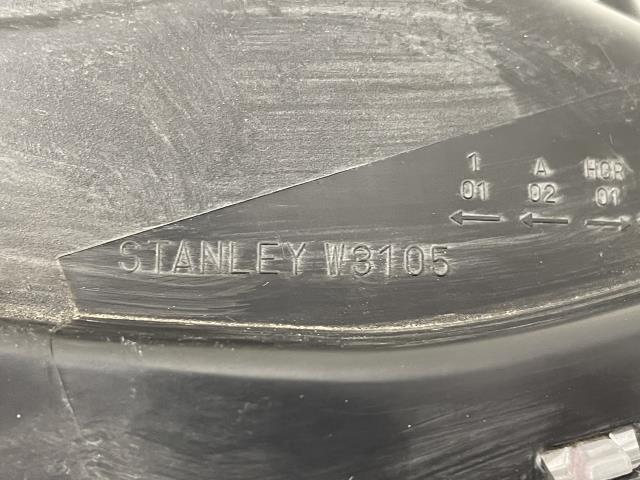 1 A HCR
01 02 01
← ← →
STANLEY W3105